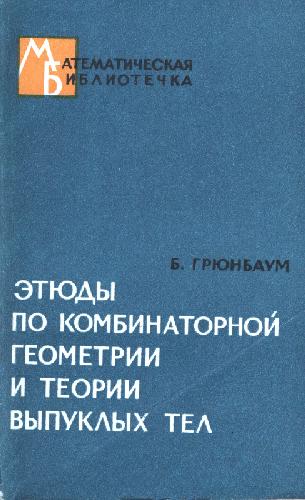 МАТЕМАТИЧЕСКАЯ
БИБЛИОТЕЧКА
Б. ГРЮНБАУМ
ЭТЮДЫ
ПО КОМБИНАТОРНОЙ
ГЕОМЕТРИИ
И ТЕОРИИ
ВЫПУКЛЫХ ТЕЛ